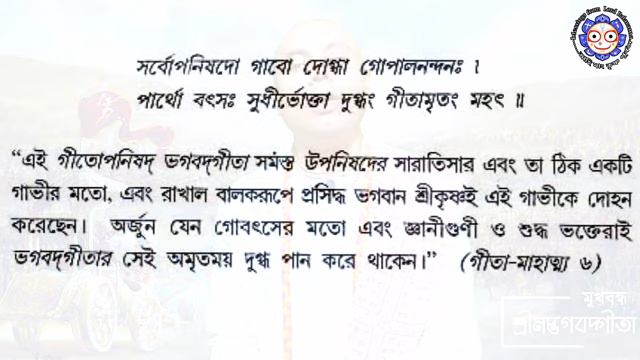 সর্বোপনিষদো গাবো দোগ্ধা গোপালনন্দনঃ ।
পার্থো বৎসঃ সুধীর্ভোক্তা দুগ্ধং গীতামৃতং মহৎ ॥
“এই গীতোপনিষদ্ ভগবদ্‌গীতা সমস্ত উপনিষদের সারাতিসার এবং তা ঠিক একটি
গাভীর মতো, এবং রাখাল বালকরূপে প্রসিদ্ধ ভগবান শ্রীকৃষ্ণই এই গাভীকে দোহন
করেছেন। অর্জুন যেন গোবৎসের মতো এবং জ্ঞানীগুণী ও শুদ্ধ ভক্তেরাই
ভগবদ্‌গীতার সেই অমৃতময় দুগ্ধ পান করে থাকেন।” (গীতা-মাহাত্ম্য ৬)
মুখবন্ধ
শ্রীমদ্ভগবদ্গীতা